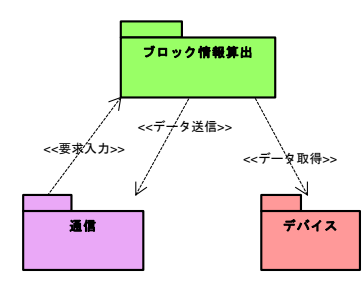 ブロック情報算出
<<データ送信>>
<<要求入力>>
<<データ取得>>
通信
デバイス